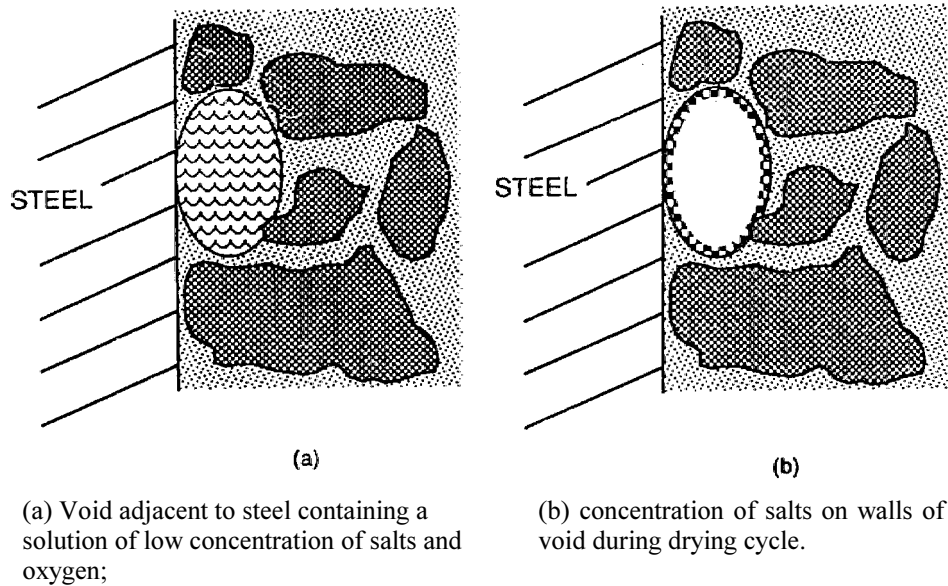 STEEL
STEEL
(a)
(b)
(a) Void adjacent to steel containing a
solution of low concentration of salts and
oxygen;
(b) concentration of salts on walls of
void during drying cycle.